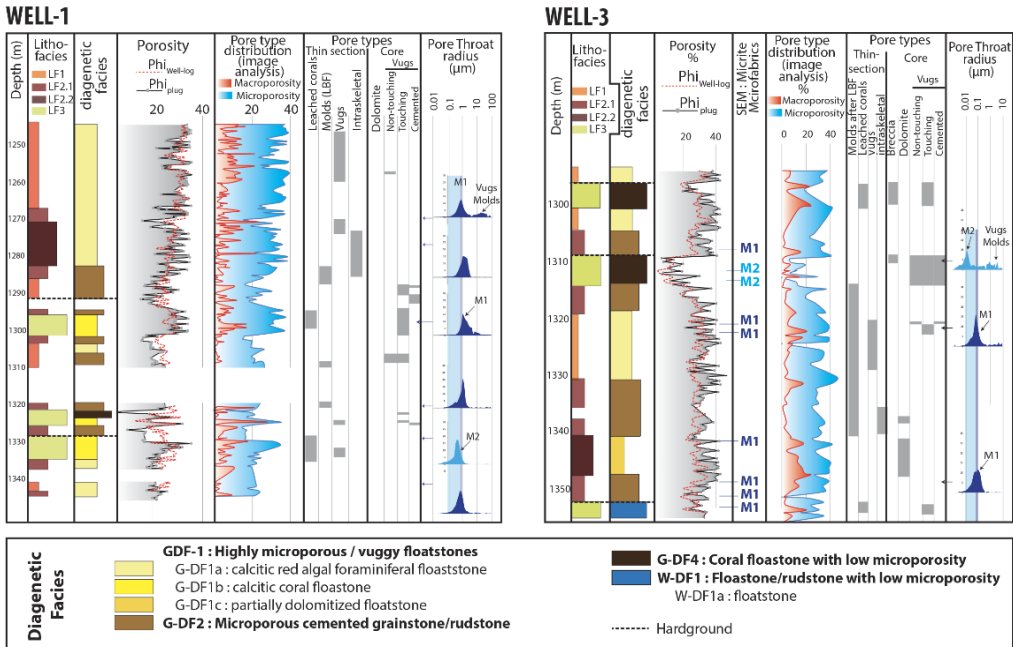 WELL-1
Depth (m)
Litho-
facies
LF1
LF2.1
LF2.2
LF3
diagenetic
facies
Porosity
Phi Well-log
Phi plug
20 40
Pore type
distribution
(image
analysis)
Macroporosity
Microporosity
0 20 40
Pore types
Thin section
Leached corals
Molds (LBF)
Vugs
Intraskeletal
Core
Vugs
Dolomite
Non-touching
Touching
Cemented
Pore Throat
radius
(µm)
0.01
0.1
1
10
100
1250
1260
1270
1280
1290
1300
1310
1320
1330
1340
M1
Vugs
Molds
M1
M2
WELL-3
Depth (m)
Litho-
facies
LF1
LF2.1
LF2.2
LF3
diagenetic
facies
Porosity
%
Phi Well-log
Phi plug
20 40
SEM : Micrite
Microfabrics
Pore type
distribution
(image
analysis)
%
Macroporosity
Microporosity
0 20 40
Pore types
Thin-
section
Molds after LBF
Leached corals
vugs
intraskeletal
Core
Vugs
Breccia
Dolomite
Non-touching
Touching
Cemented
Pore Throat
radius
(µm)
0.01
0.1
1
10
1300
1310
1320
1330
1340
1350
M1
M2
M2
M1
M1
M1
M1
M1
M1
M2
Vugs
Molds
M1
M1
Diagenetic
Facies
GDF-1 : Highly microporous / vuggy floatstones
G-DF1a : calcitic red algal foraminiferal floatstone
G-DF1b : calcitic coral floastone
G-DF1c : partially dolomitized floatstone
G-DF2 : Microporous cemented grainstone/rudstone
G-DF4 : Coral floastone with low microporosity
W-DF1 : Floastone/rudstone with low microporosity
W-DF1a : floatstone
Hardground